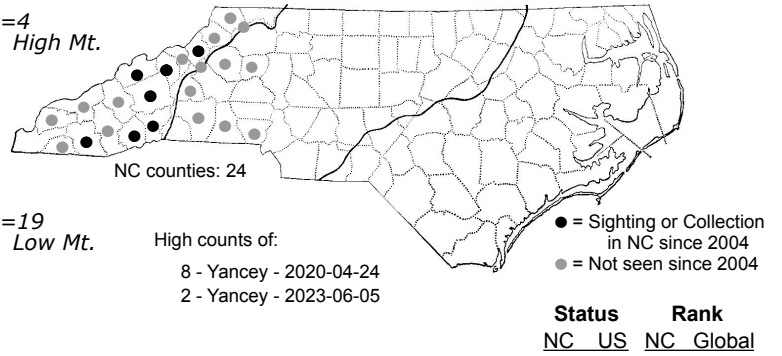 =4
High Mt.
NC counties: 24
=19
Low Mt.
High counts of:
8 - Yancey - 2020-04-24
2 - Yancey - 2023-06-05
● = Sighting or Collection
in NC since 2004
● = Not seen since 2004
Status Rank
NC US NC Global